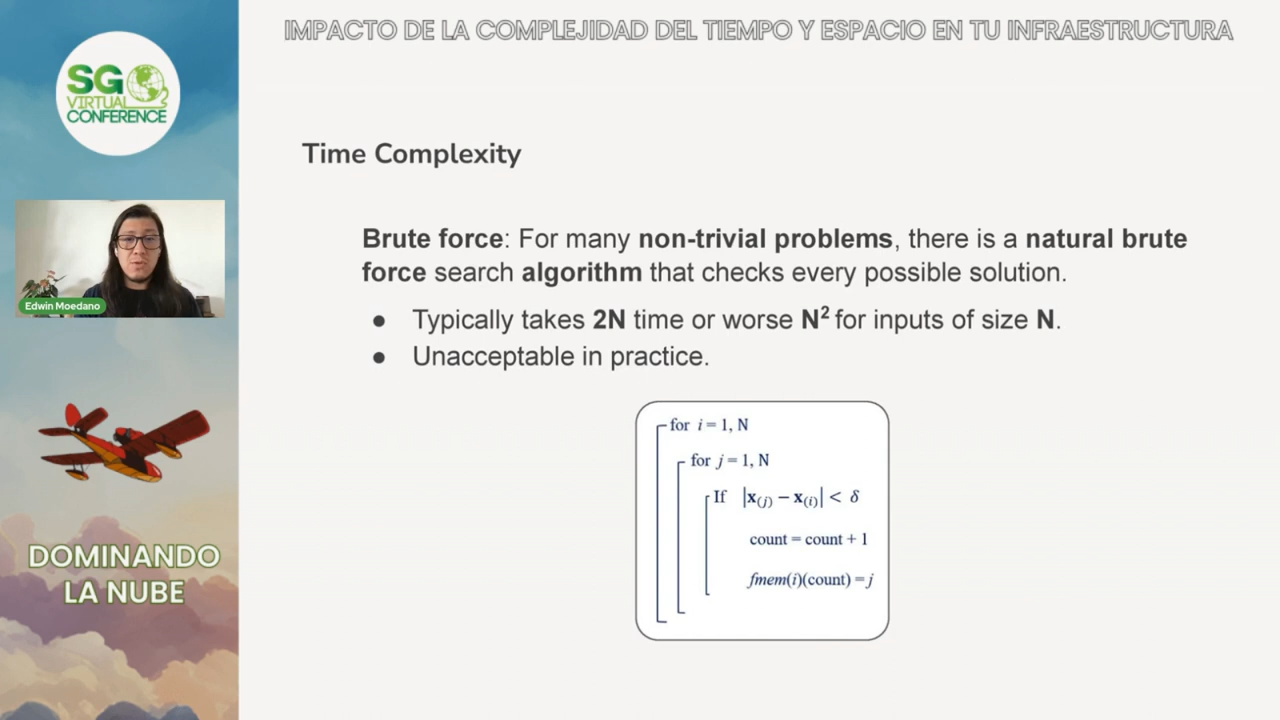 IMPACTO DE LA COMPLEJIDAD DEL TIEMPO Y ESPACIO EN TU INFRAESTRUCTURA
SG
VIRTUAL
CONFERENCE
Edwin Moedano
DOMINANDO
LA NUBE
Time Complexity
Brute force: For many non-trivial problems, there is a natural brute
force search algorithm that checks every possible solution.
● Typically takes 2N time or worse N² for inputs of size N.
● Unacceptable in practice.
for i = 1, N
for j = 1, N
If |x(j) − x(i)| < δ
count = count + 1
fmem(i)(count) = j